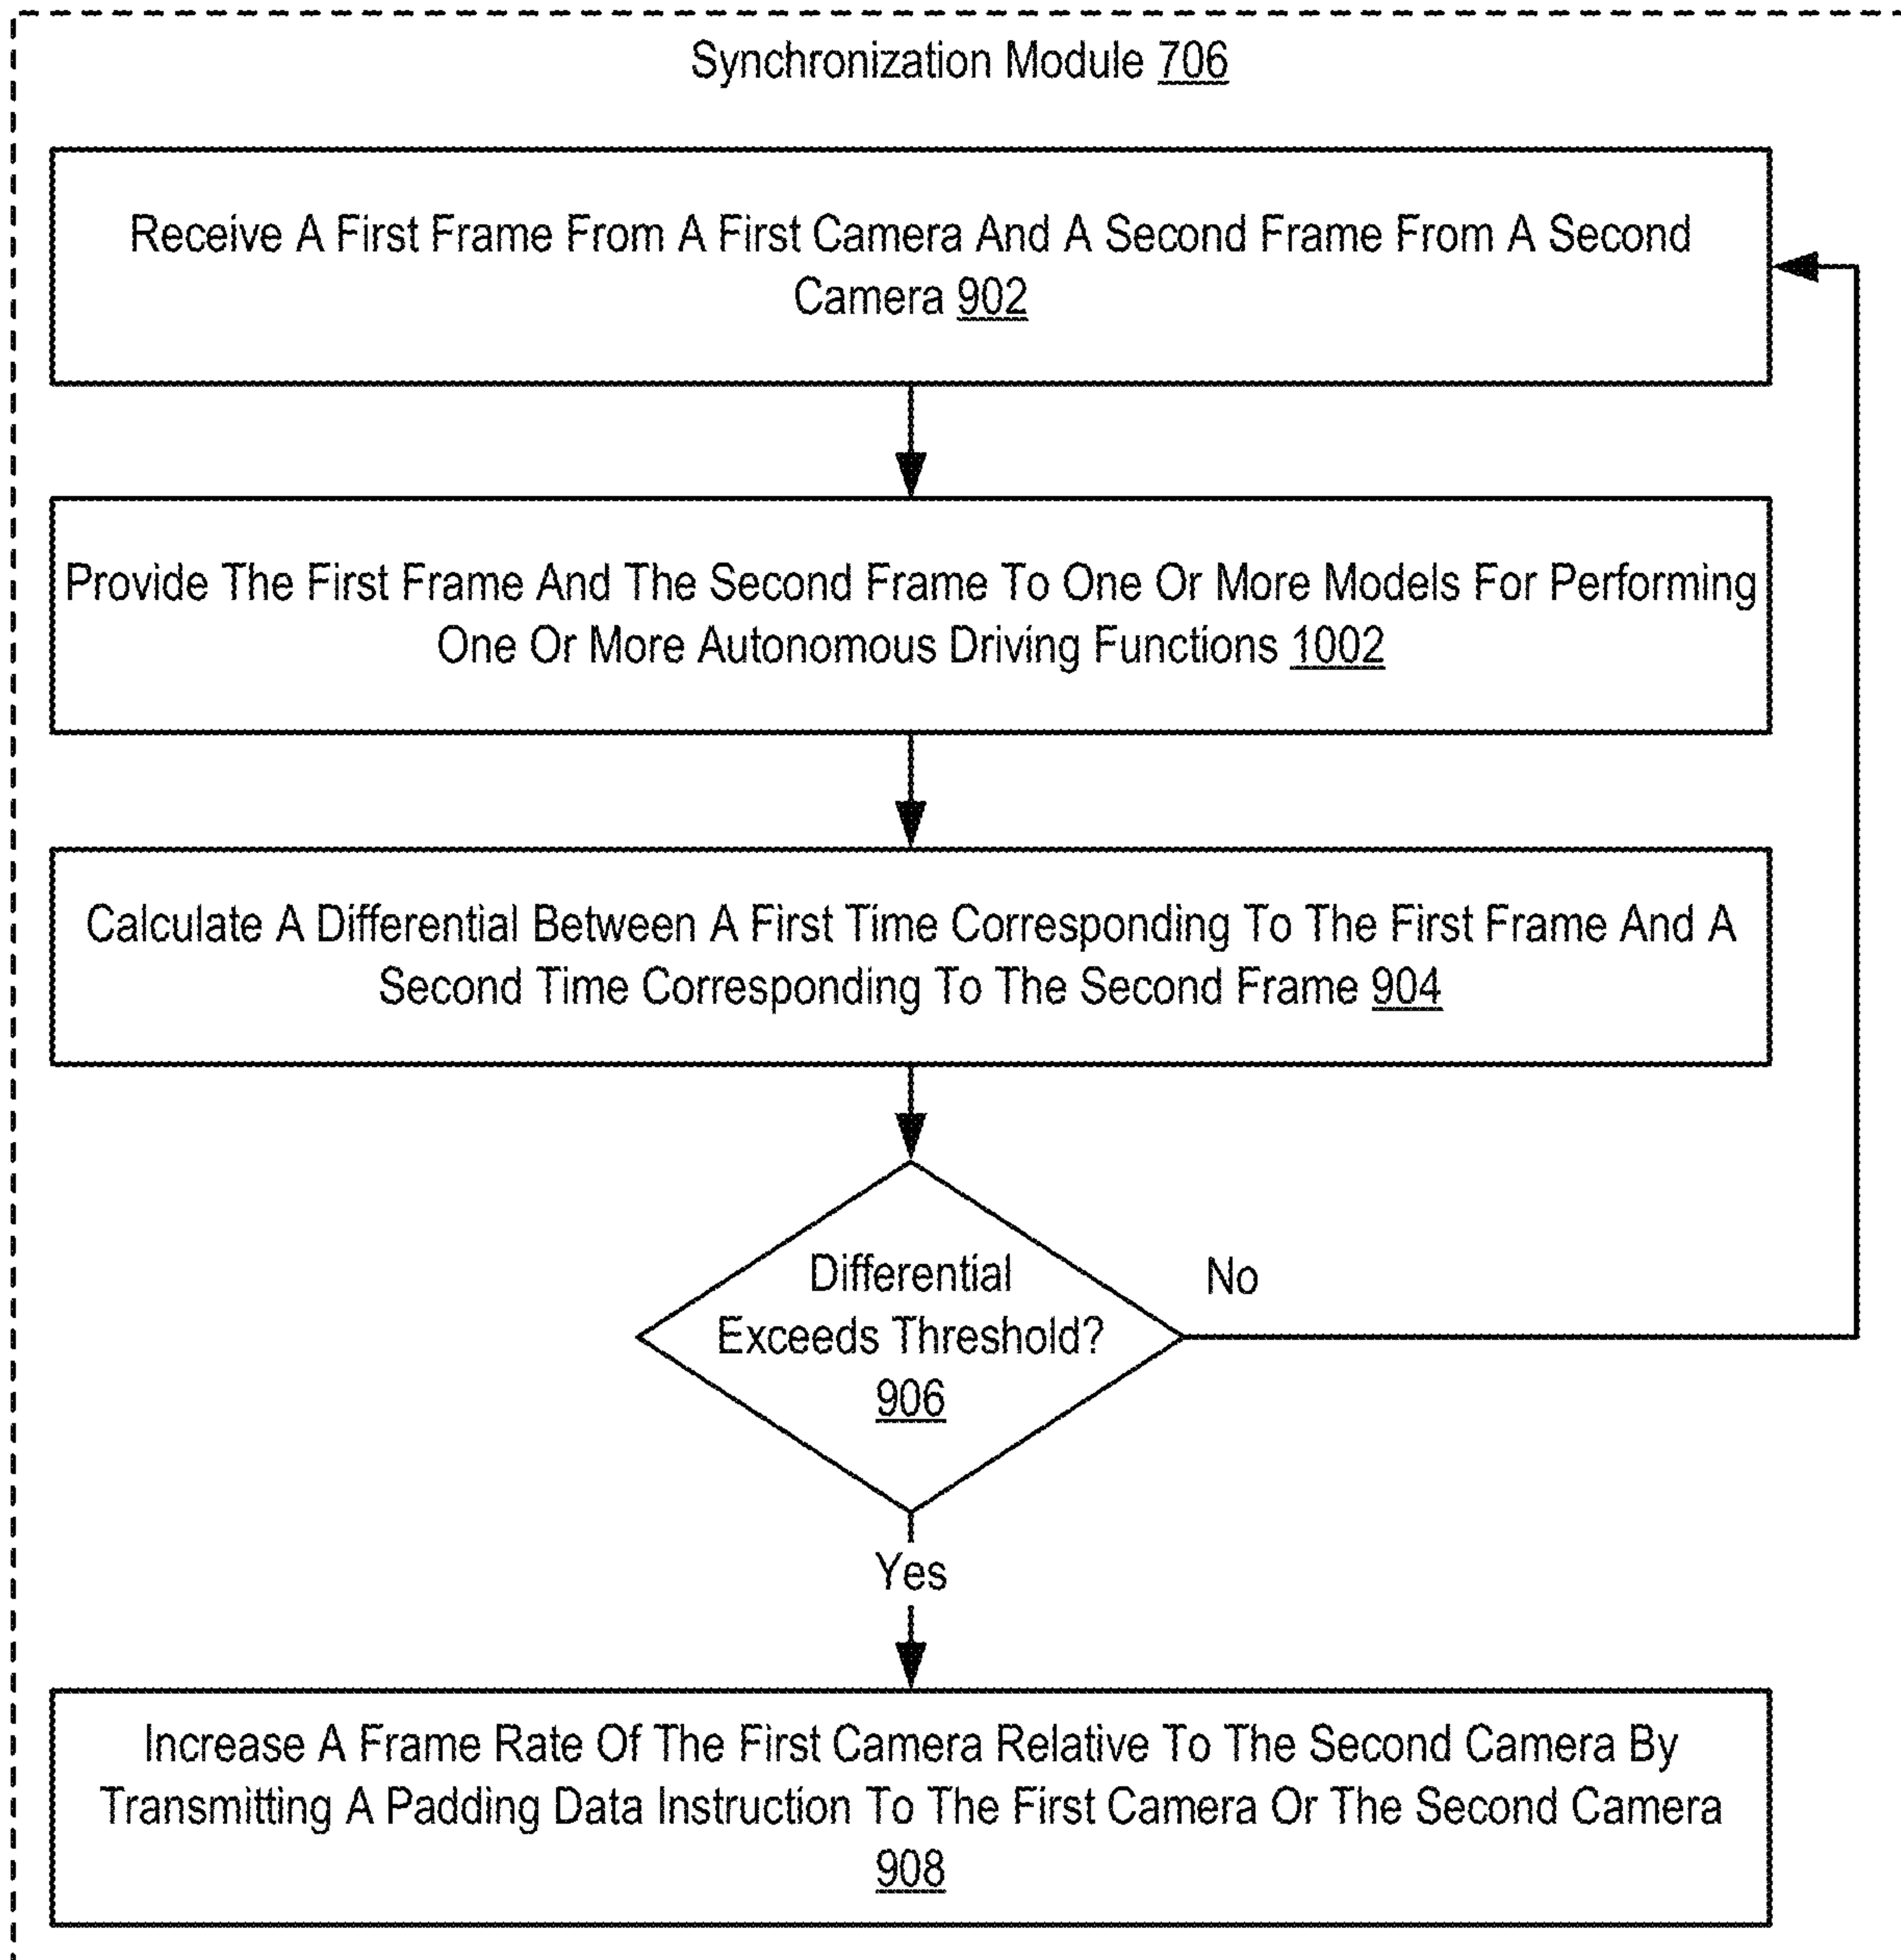 Synchronization Module 706
Receive A First Frame From A First Camera And A Second Frame From A Second
Camera 902
Provide The First Frame And The Second Frame To One Or More Models For Performing
One Or More Autonomous Driving Functions 1002
Calculate A Differential Between A First Time Corresponding To The First Frame And A
Second Time Corresponding To The Second Frame 904
Differential
Exceeds Threshold?
906
No
Yes
Increase A Frame Rate Of The First Camera Relative To The Second Camera By
Transmitting A Padding Data Instruction To The First Camera Or The Second Camera
908